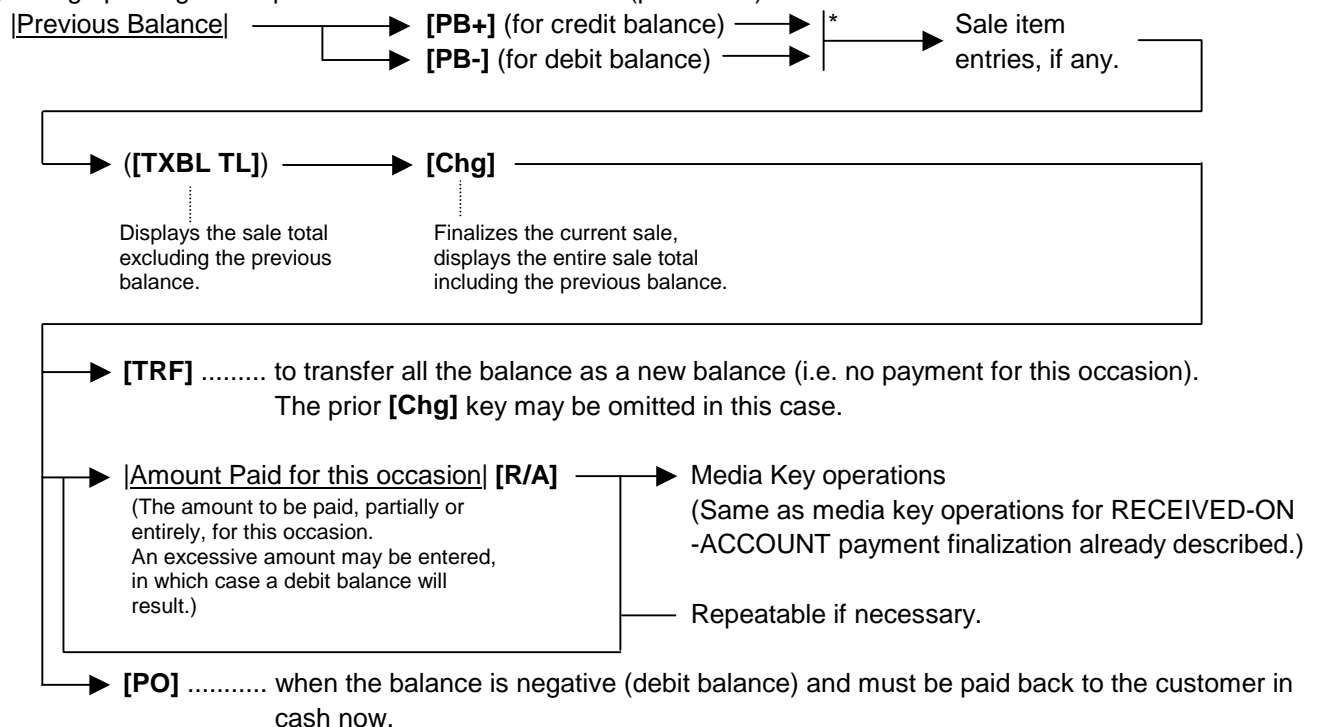 |Previous Balance| [PB+] (for credit balance) * Sale item
[PB-] (for debit balance) entries, if any.
([TXBL TL]) [Chg]
Displays the sale total
excluding the previous
balance.
Finalizes the current sale,
displays the entire sale total
including the previous balance.
[TRF] ......... to transfer all the balance as a new balance (i.e. no payment for this occasion).
The prior [Chg] key may be omitted in this case.
|Amount Paid for this occasion| [R/A]
(The amount to be paid, partially or
entirely, for this occasion.
An excessive amount may be entered,
in which case a debit balance will
result.)
Media Key operations
(Same as media key operations for RECEIVED-ON
-ACCOUNT payment finalization already described.)
Repeatable if necessary.
[PO] ........... when the balance is negative (debit balance) and must be paid back to the customer in
cash now.